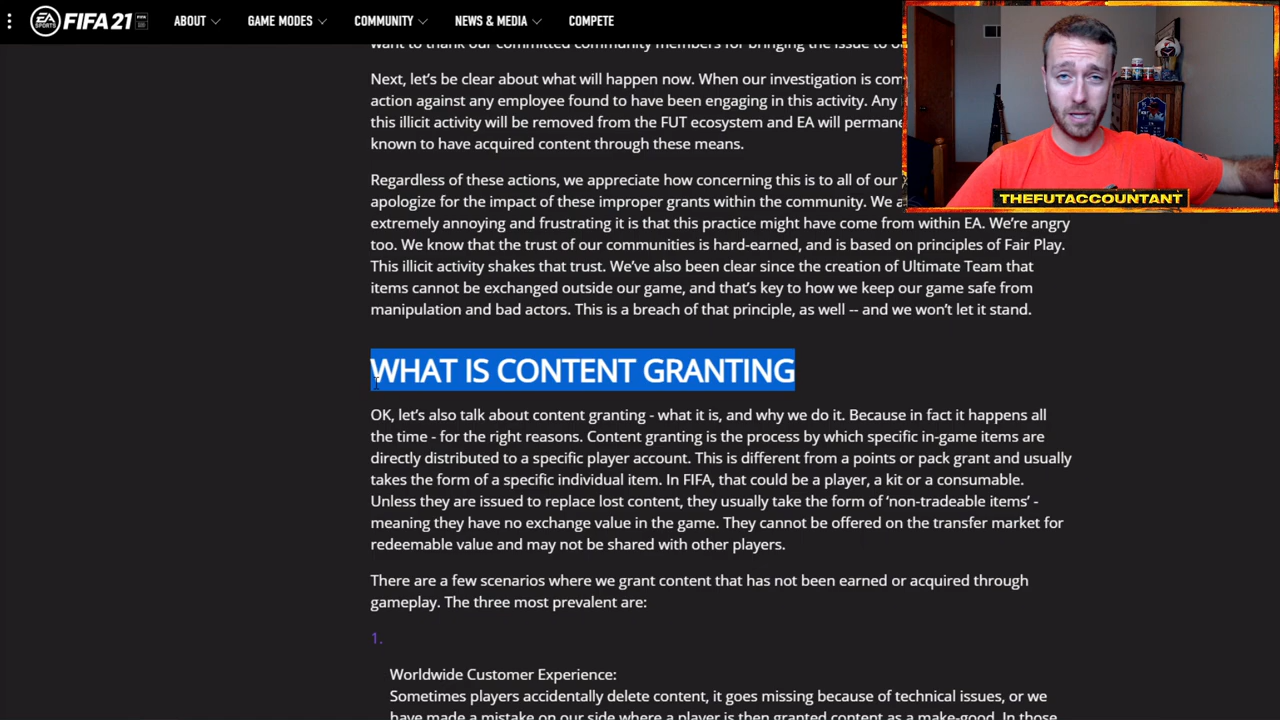 EA SPORTS FIFA 21 ABOUT GAME MODES COMMUNITY NEWS & MEDIA COMPETE
want to thank our committed community members for bringing the issue to
Next, let's be clear about what will happen now. When our investigation is
action against any employee found to have been engaging in this activity. Any
this illicit activity will be removed from the FUT ecosystem and EA will
known to have acquired content through these means.
Regardless of these actions, we appreciate how concerning this is to all of our
apologize for the impact of these improper grants within the community. We
extremely annoying and frustrating it is that this practice might have come from within EA. We're angry
too. We know that the trust of our communities is hard-earned, and is based on principles of Fair Play.
This illicit activity shakes that trust. We've also been clear since the creation of Ultimate Team that
items cannot be exchanged outside our game, and that's key to how we keep our game safe from
manipulation and bad actors. This is a breach of that principle, as well -- and we won't let it stand.
THEFUTACCOUNTANT
WHAT IS CONTENT GRANTING
OK, let's also talk about content granting - what it is, and why we do it. Because in fact it happens all
the time - for the right reasons. Content granting is the process by which specific in-game items are
directly distributed to a specific player account. This is different from a points or pack grant and usually
takes the form of a specific individual item. In FIFA, that could be a player, a kit or a consumable.
Unless they are issued to replace lost content, they usually take the form of 'non-tradeable items' -
meaning they have no exchange value in the game. They cannot be offered on the transfer market for
redeemable value and may not be shared with other players.
There are a few scenarios where we grant content that has not been earned or acquired through
gameplay. The three most prevalent are:
1.
Worldwide Customer Experience:
Sometimes players accidentally delete content, it goes missing because of technical issues, or we
have made a mistake on our side where a player is then granted content as a make-good. In those